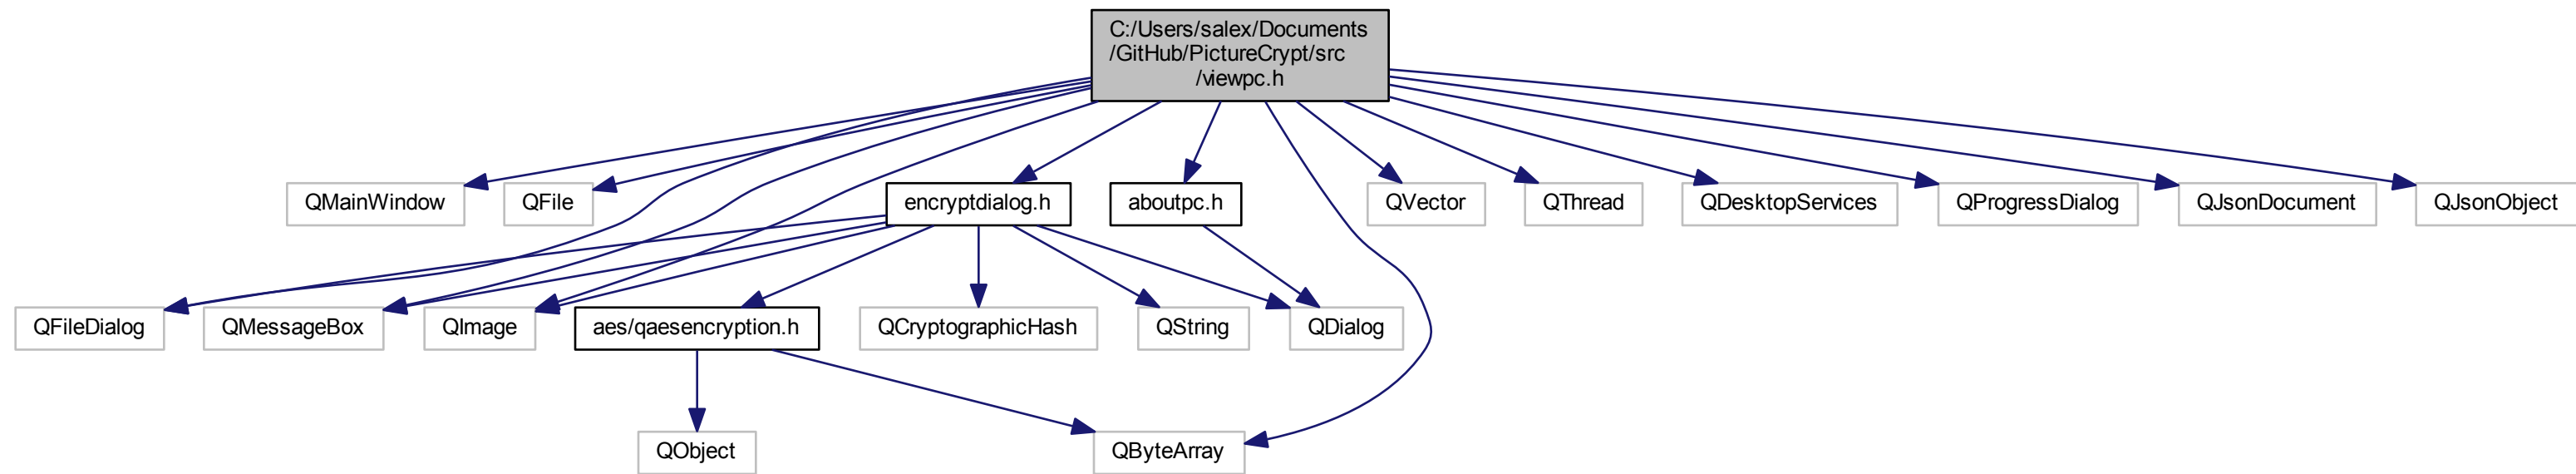 C:/Users/salex/Documents
/GitHub/PictureCrypt/src
/viewpc.h
QMainWindow
QFile
encryptdialog.h
aboutpc.h
QVector
QThread
QDesktopServices
QProgressDialog
QJsonDocument
QJsonObject
QFileDialog
QMessageBox
QImage
aes/qaesencryption.h
QCryptographicHash
QString
QDialog
QObject
QByteArray